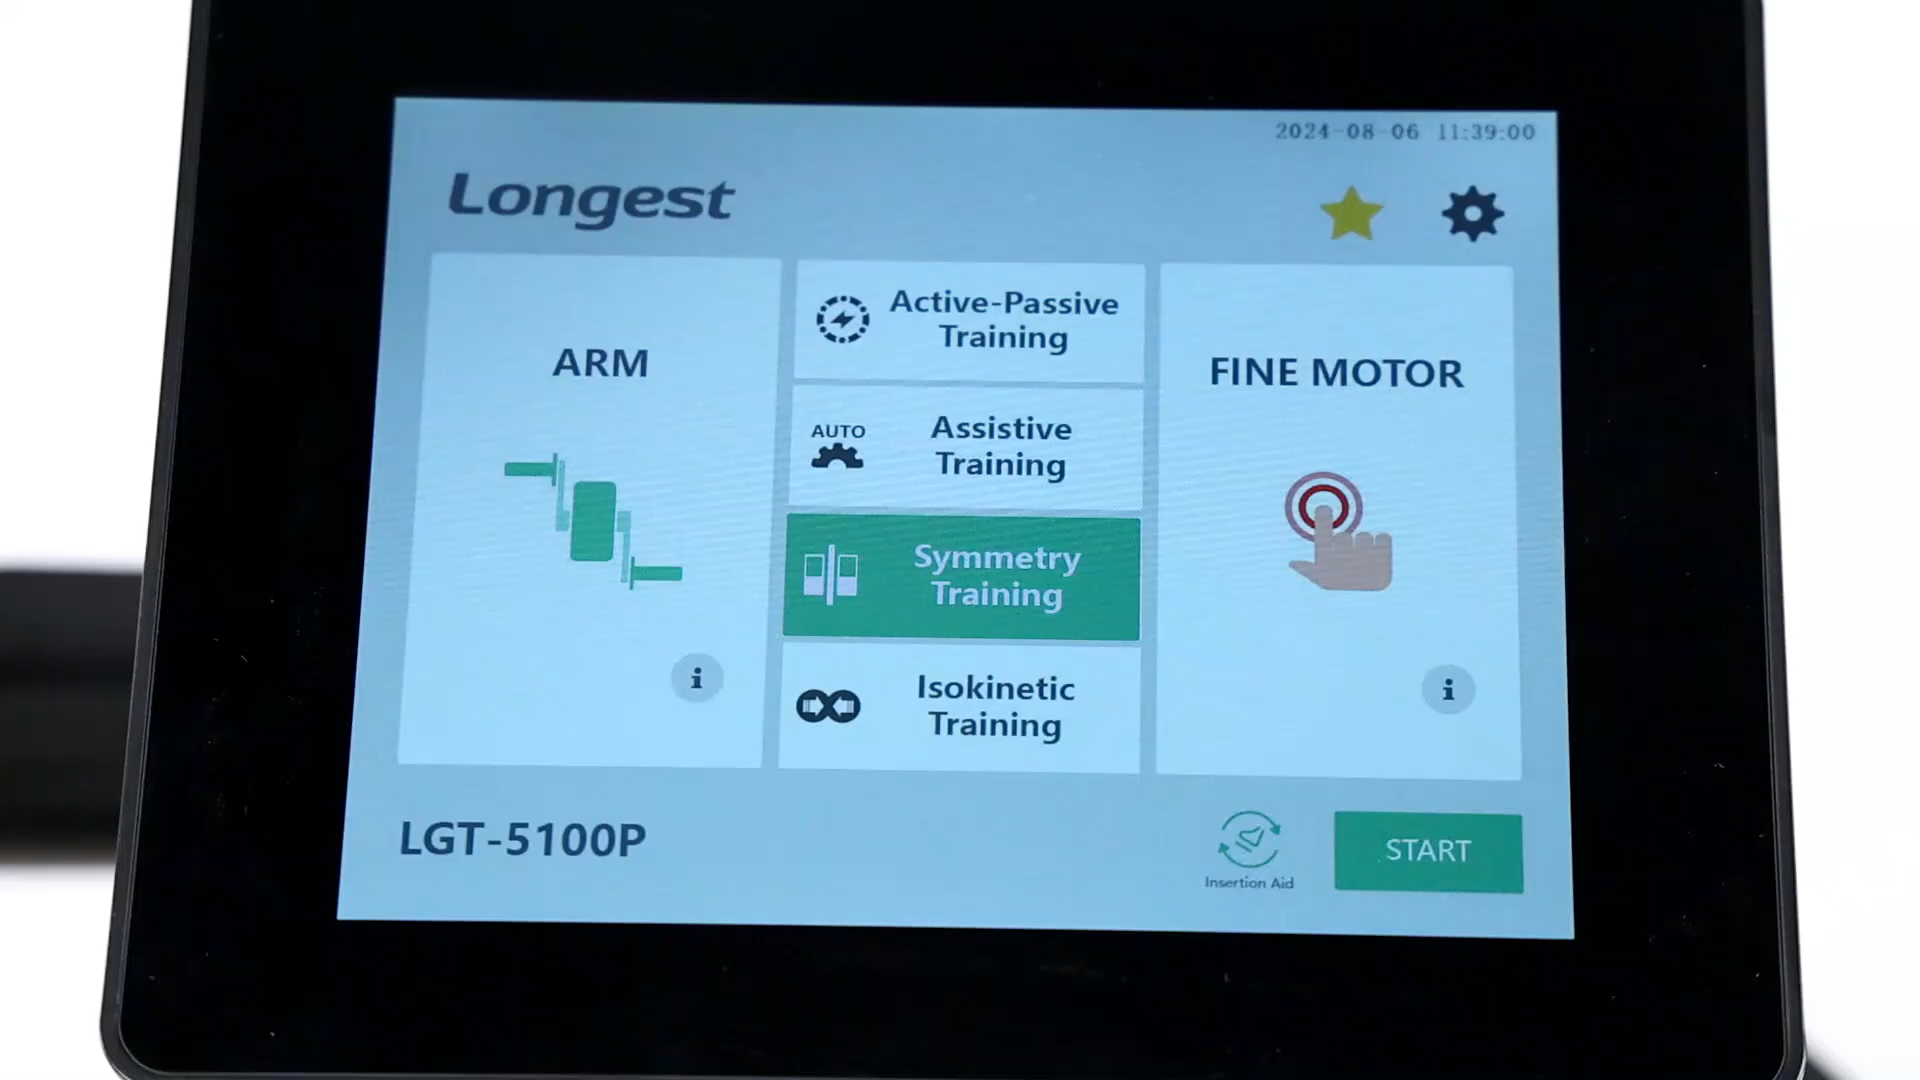 2024-08-06 11:39:00
Longest
ARM
Active-Passive
Training
AUTO
Assistive
Training
Symmetry
Training
Isokinetic
Training
FINE MOTOR
i
i
LGT-5100P
Insertion Aid
START